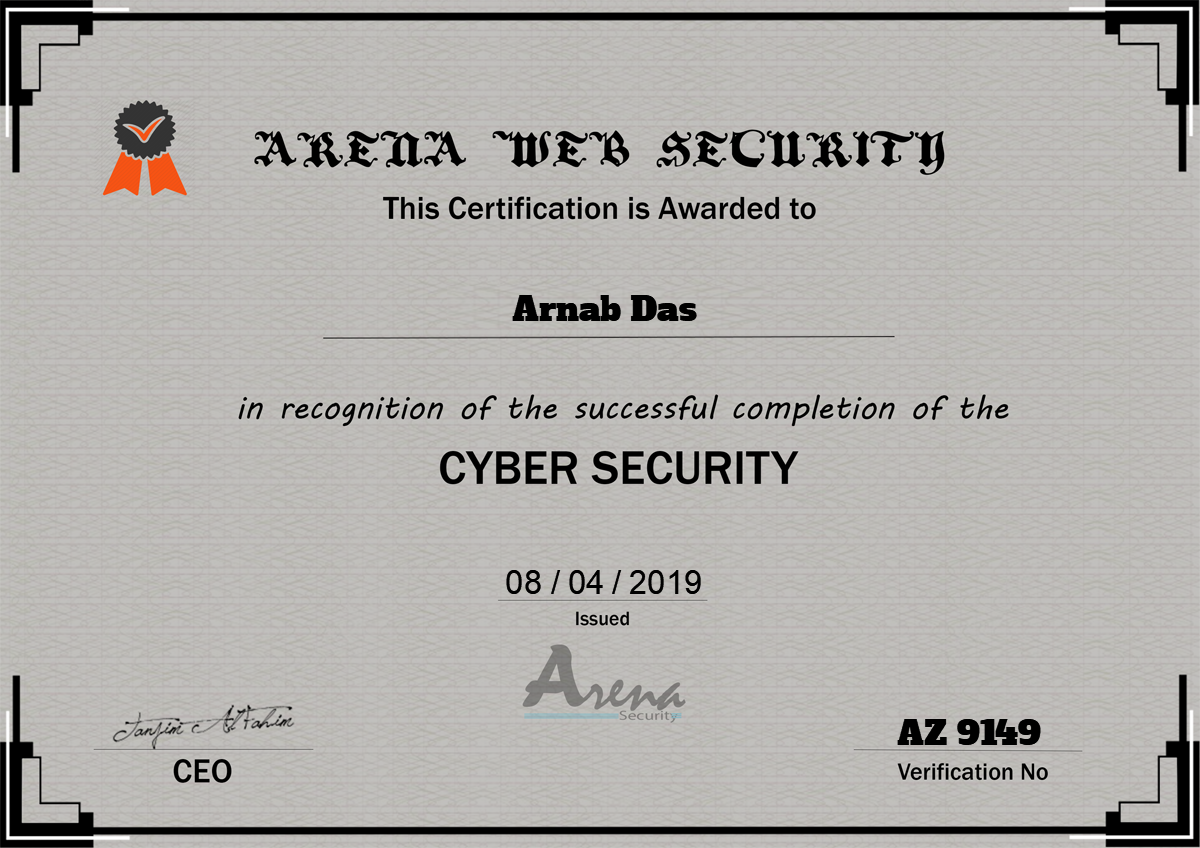 ARENA WEB SECURITY
This Certification is Awarded to
Arnab Das
in recognition of the successful completion of the
CYBER SECURITY
08 / 04 / 2019
Issued
Arena
Security
Tanjim Al Fahim
CEO
AZ 9149
Verification No